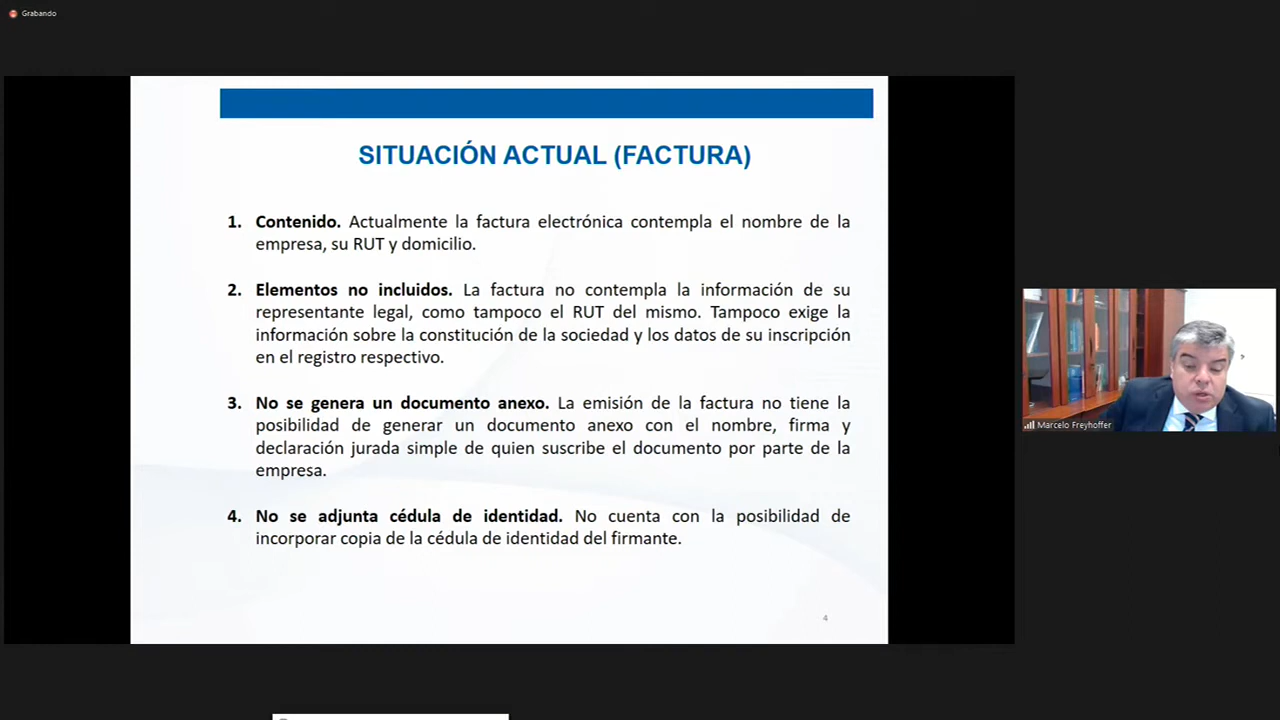 Grabando
SITUACIÓN ACTUAL (FACTURA)
1. Contenido. Actualmente la factura electrónica contempla el nombre de la
empresa, su RUT y domicilio.
2. Elementos no incluidos. La factura no contempla la información de su
representante legal, como tampoco el RUT del mismo. Tampoco exige la
información sobre la constitución de la sociedad y los datos de su inscripción
en el registro respectivo.
3. No se genera un documento anexo. La emisión de la factura no tiene la
posibilidad de generar un documento anexo con el nombre, firma y
declaración jurada simple de quien suscribe el documento por parte de la
empresa.
4. No se adjunta cédula de identidad. No cuenta con la posibilidad de
incorporar copia de la cédula de identidad del firmante.
4
Marcelo Freyhoffer